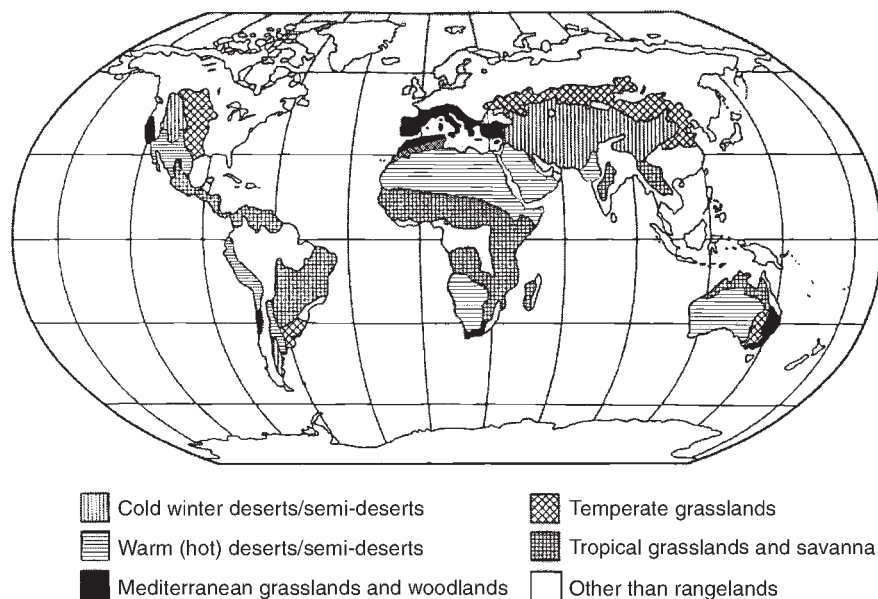 Cold winter deserts/semi-deserts
Warm (hot) deserts/semi-deserts
Mediterranean grasslands and woodlands
Temperate grasslands
Tropical grasslands and savanna
Other than rangelands